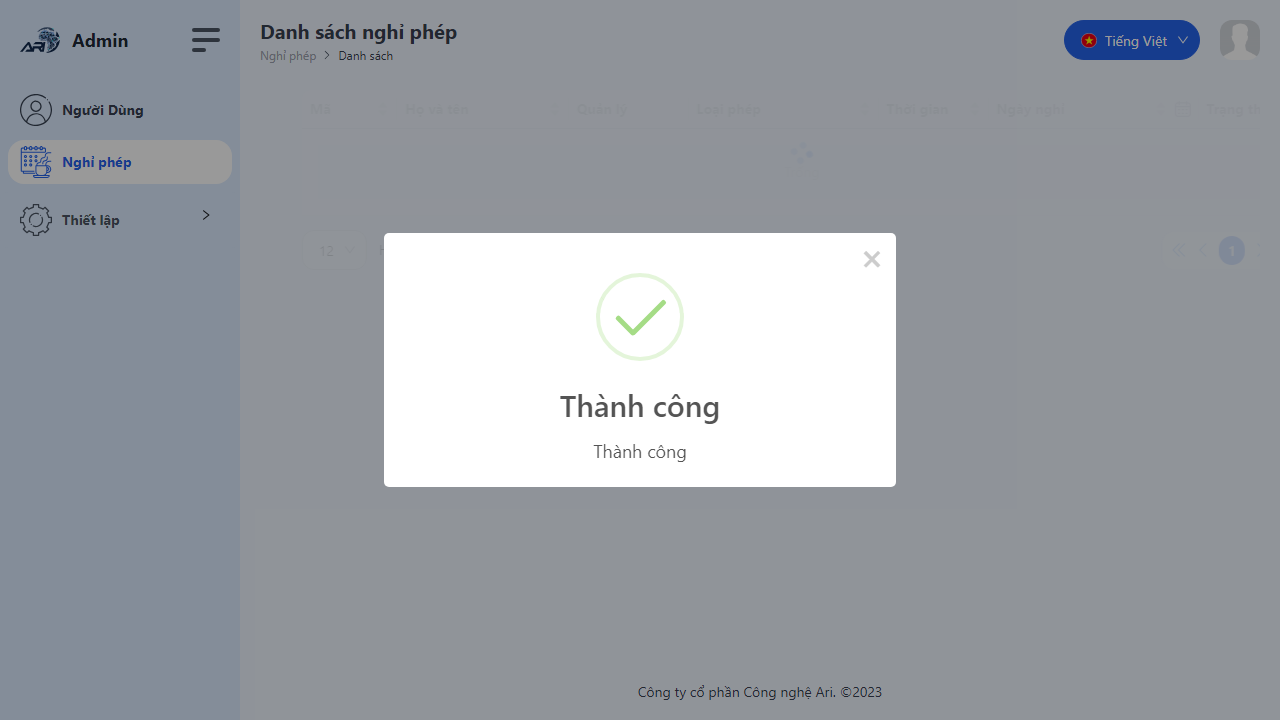 ARI Admin
Người Dùng
Nghỉ phép
Thiết lập
Danh sách nghỉ phép
Nghỉ phép > Danh sách
Tiếng Việt
Mã Họ và tên Quản lý Loại phép Thời gian Ngày nghỉ Trạng th
12
1
Thành công
Thành công
Công ty cổ phần Công nghệ Ari. ©2023